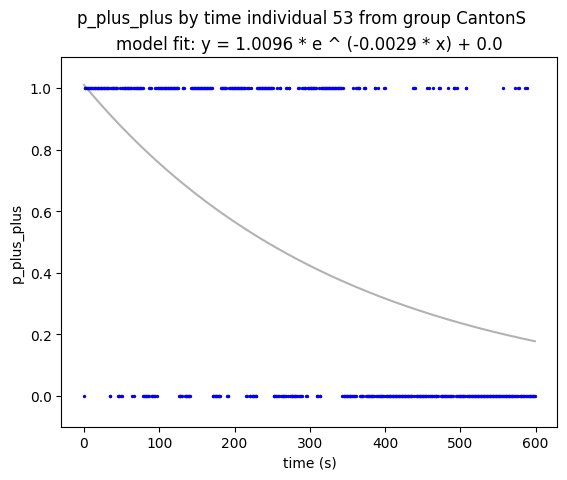 p_plus_plus by time individual 53 from group CantonS
model fit: y = 1.0096 * e ^ (-0.0029 * x) + 0.0
1.0
0.8
0.6
0.4
0.2
0.0
p_plus_plus
0 100 200 300 400 500 600
time (s)